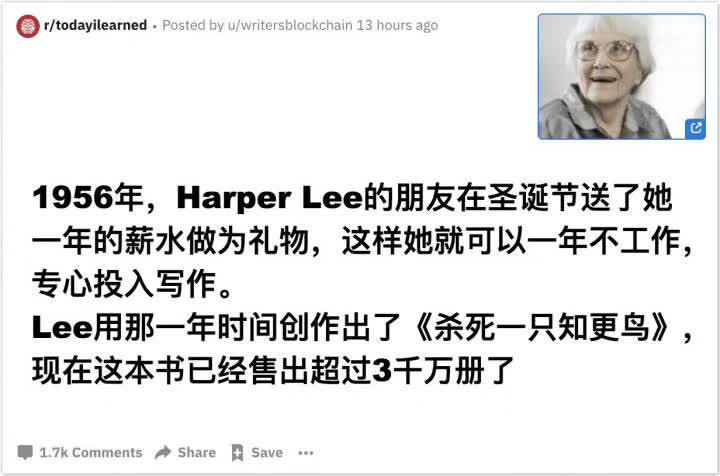 r/todayilearned • Posted by u/writersblockchain 13 hours ago
1956年，Harper Lee的朋友在圣诞节送了她
一年的薪水做为礼物，这样她就可以一年不工作，
专心投入写作。
Lee用那一年时间创作出了《杀死一只知更鸟》，
现在这本书已经售出超过3千万册了
1.7k Comments Share Save •••